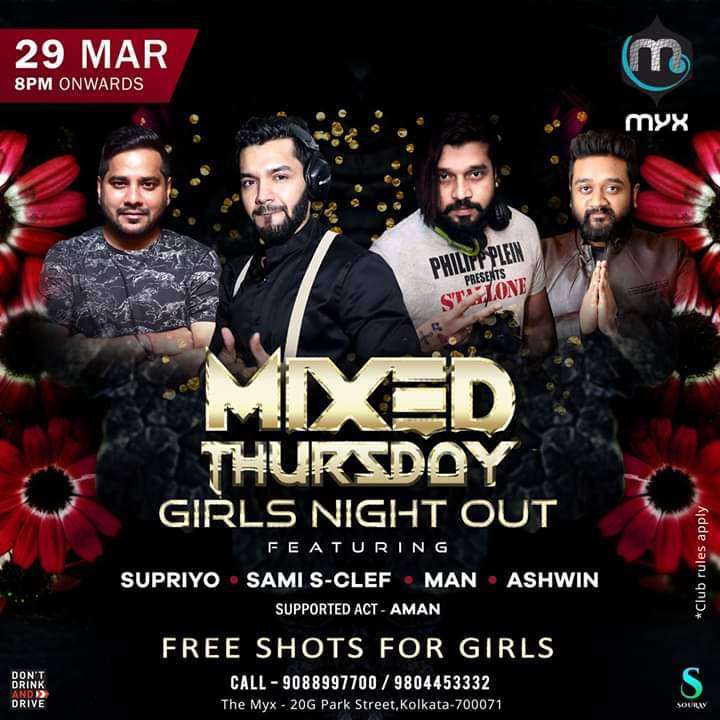 29 MAR
8PM ONWARDS
m
myx
PHILIPP PLEIN
PRESENTS
STALLONE
MIXED
THURSDAY
GIRLS NIGHT OUT
FEATURING
SUPRIYO • SAMI S-CLEF • MAN • ASHWIN
SUPPORTED ACT - AMAN
FREE SHOTS FOR GIRLS
CALL - 9088997700 / 9804453332
The Myx - 20G Park Street,Kolkata-700071
*Club rules apply
DON'T
DRINK
AND
DRIVE
S
SOURAV